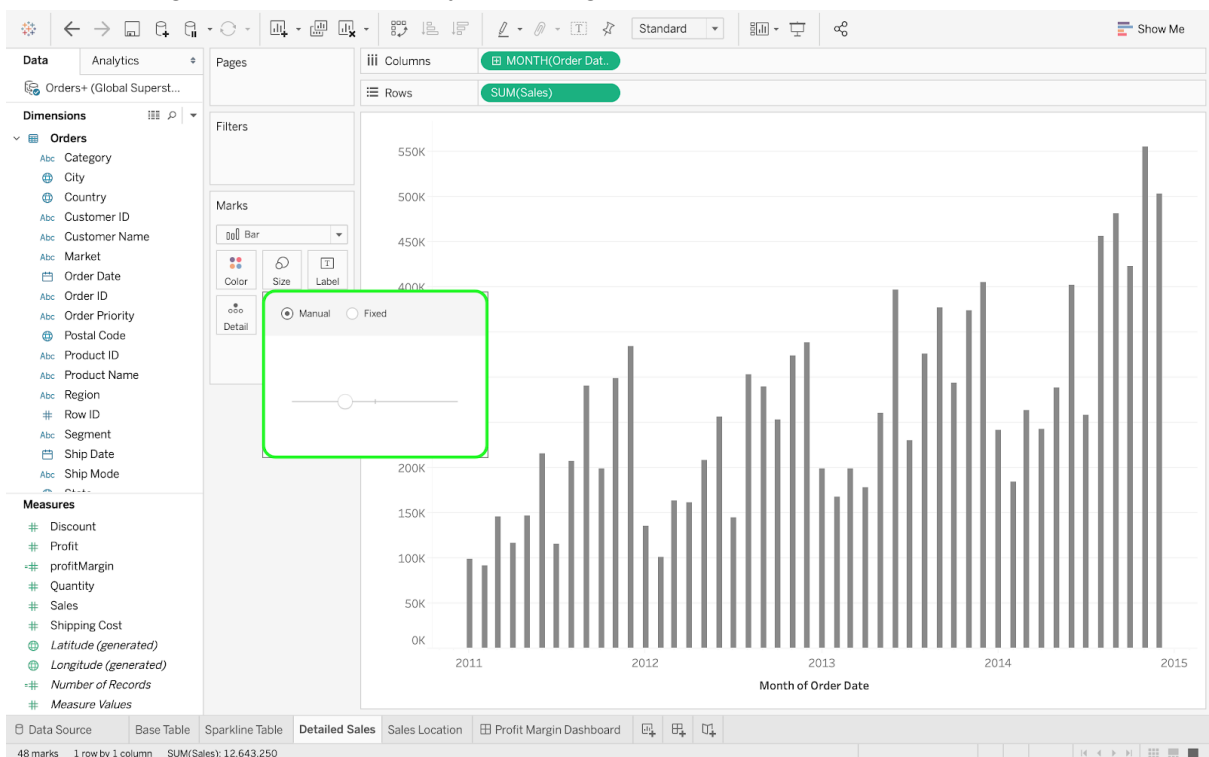 Standard
Show Me
Data
Analytics
Pages
Columns
MONTH(Order Dat..
Orders+ (Global Superst...
Rows
SUM(Sales)
Dimensions
Filters
Orders
Abc Category
City
Country
Abc Customer ID
Abc Customer Name
Abc Market
Order Date
Abc Order ID
Abc Order Priority
Postal Code
Abc Product ID
Abc Product Name
Abc Region
# Row ID
Abc Segment
Ship Date
Abc Ship Mode
Measures
# Discount
# Profit
=# profitMargin
# Quantity
# Sales
# Shipping Cost
Latitude (generated)
Longitude (generated)
=# Number of Records
# Measure Values
Marks
Bar
Color
Size
T
Label
Detail
Manual
Fixed
550K
500K
450K
400K
200K
150K
100K
50K
0K
2011
2012
2013
2014
2015
Month of Order Date
Data Source
Base Table
Sparkline Table
Detailed Sales
Sales Location
Profit Margin Dashboard
48 marks
1 row by 1 column
SUM(Sales): 12.643.250